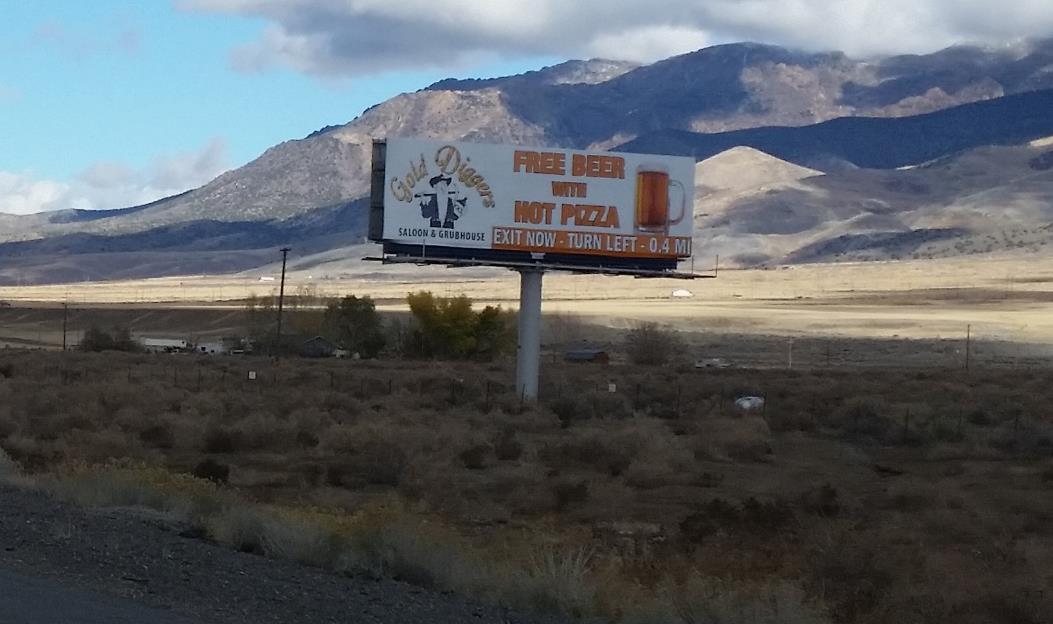 Gold Diggers
SALOON & GRUBHOUSE
FREE BEER
WITH
HOT PIZZA
EXIT NOW - TURN LEFT - 0.4 MI